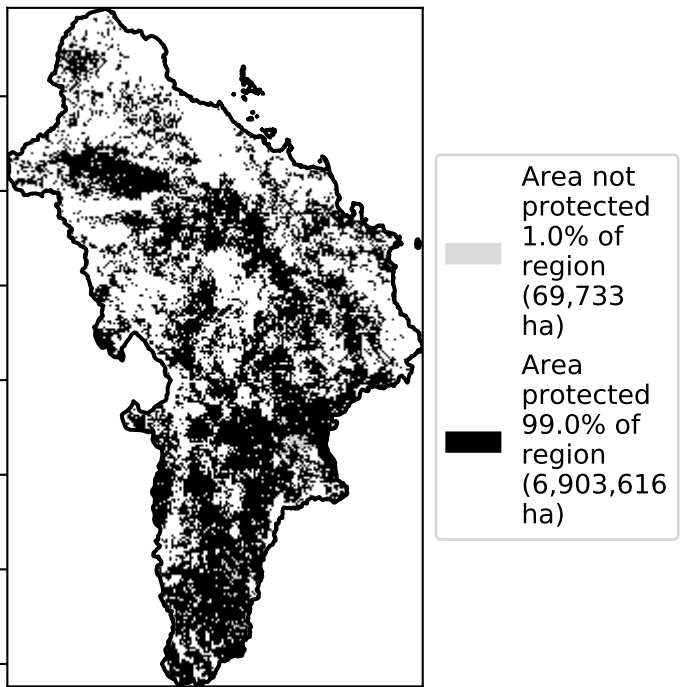 Area not
protected
1.0% of
region
(69,733
ha)
Area
protected
99.0% of
region
(6,903,616
ha)